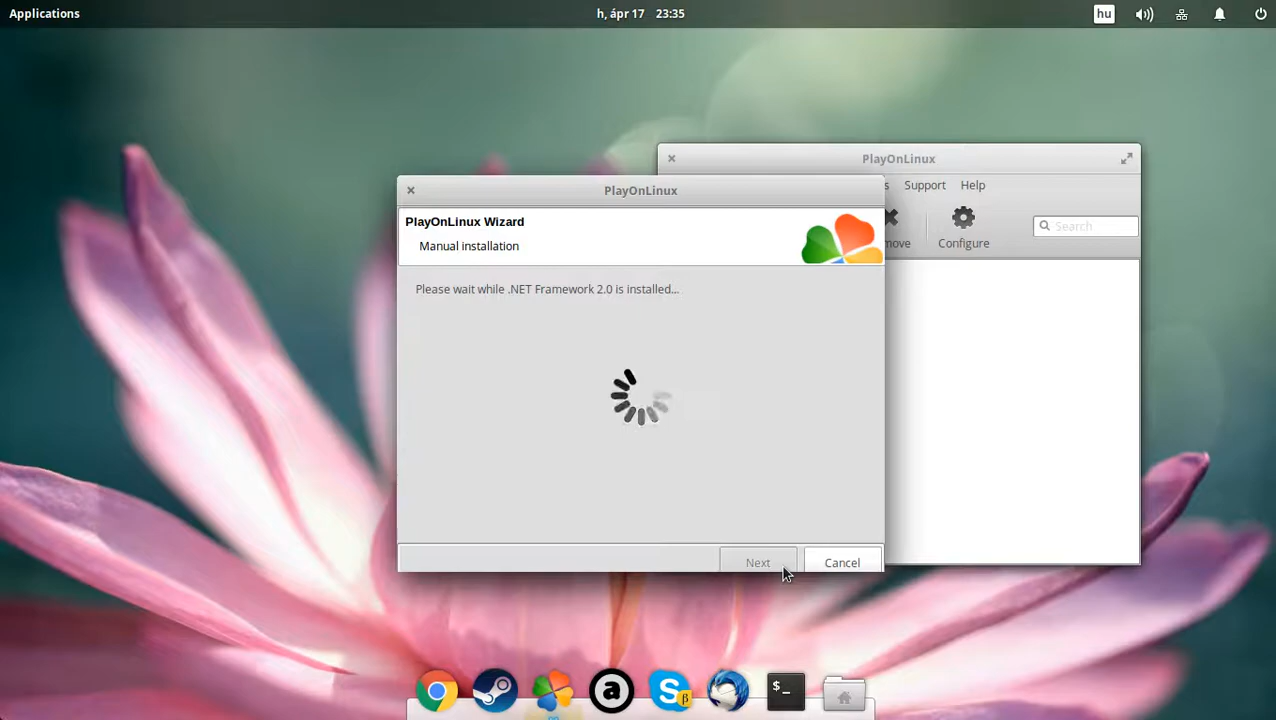 Applications
h, ápr 17 23:35
hu
PlayOnLinux
Support Help
Configure
Search
PlayOnLinux
PlayOnLinux Wizard
Manual installation
Please wait while .NET Framework 2.0 is installed...
Next Cancel
a
S β
$_